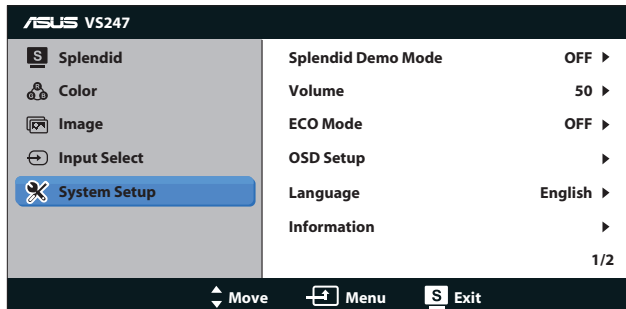 ASUS VS247
S Splendid
Color
Image
Input Select
System Setup
Splendid Demo Mode OFF
Volume 50
ECO Mode OFF
OSD Setup
Language English
Information
1/2
Move Menu S Exit